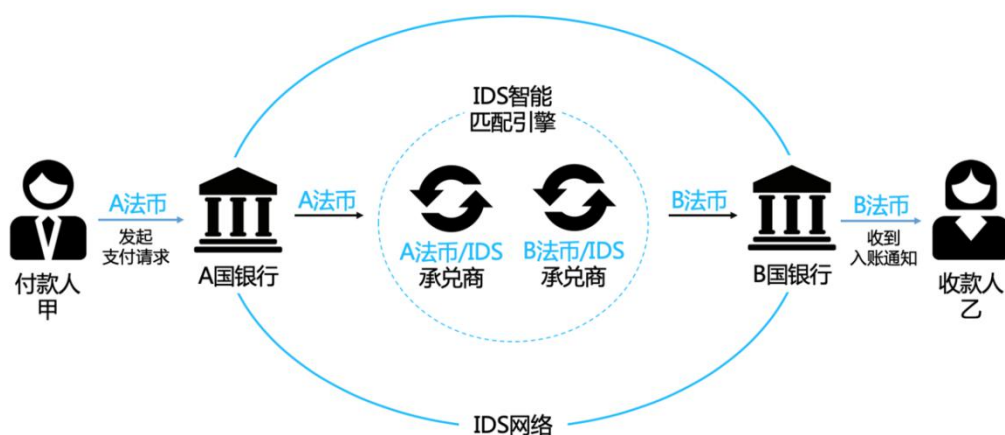 IDS智能
匹配引擎
A法币
发起
支付请求
付款人
甲
A国银行
A法币
A法币/IDS
承兑商
B法币/IDS
承兑商
B法币
B国银行
B法币
收到
入账通知
收款人
乙
IDS网络